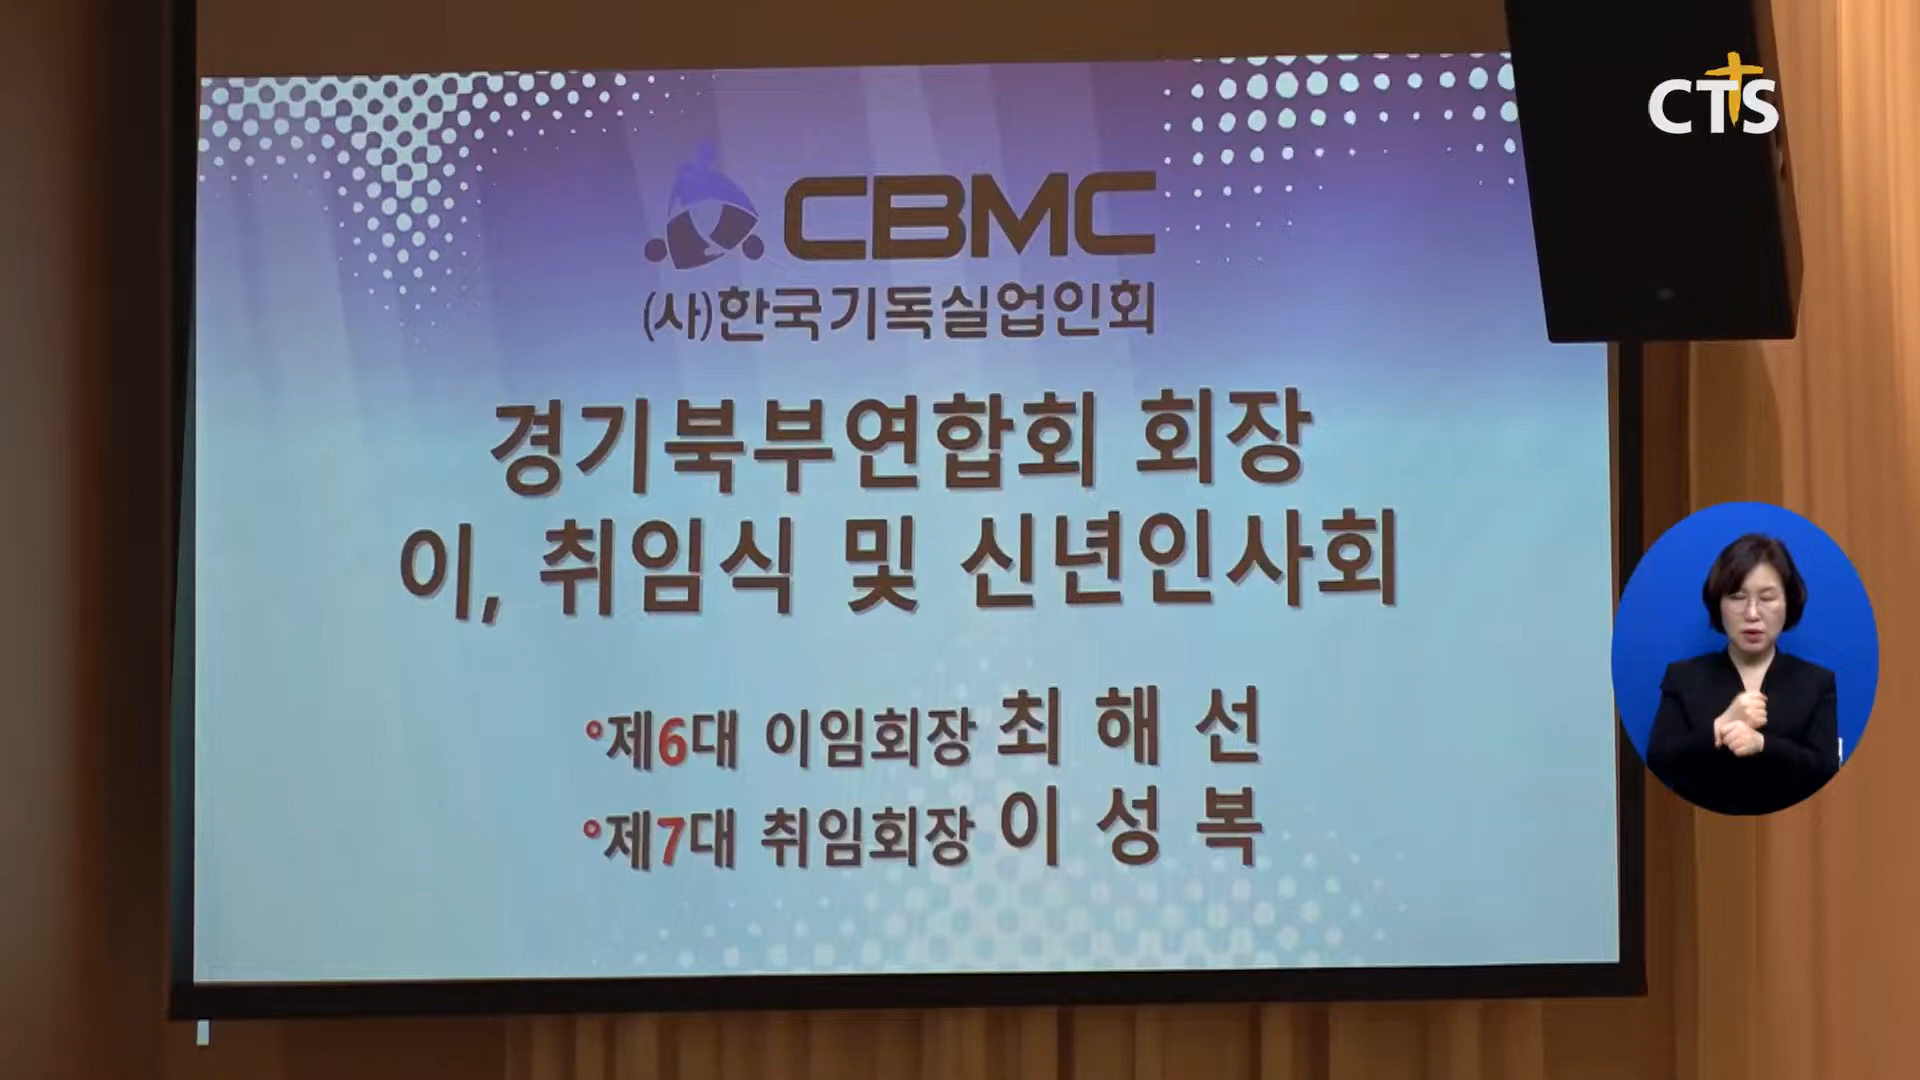 CTS
CBMC
(사)한국기독실업인회
경기북부연합회 회장
이, 취임식 및 신년인사회
°제6대 이임회장 최 해 선
°제7대 취임회장 이 성 복